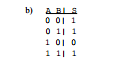 b) A B| S
0 0| 1
0 1| 1
1 0| 0
1 1| 1